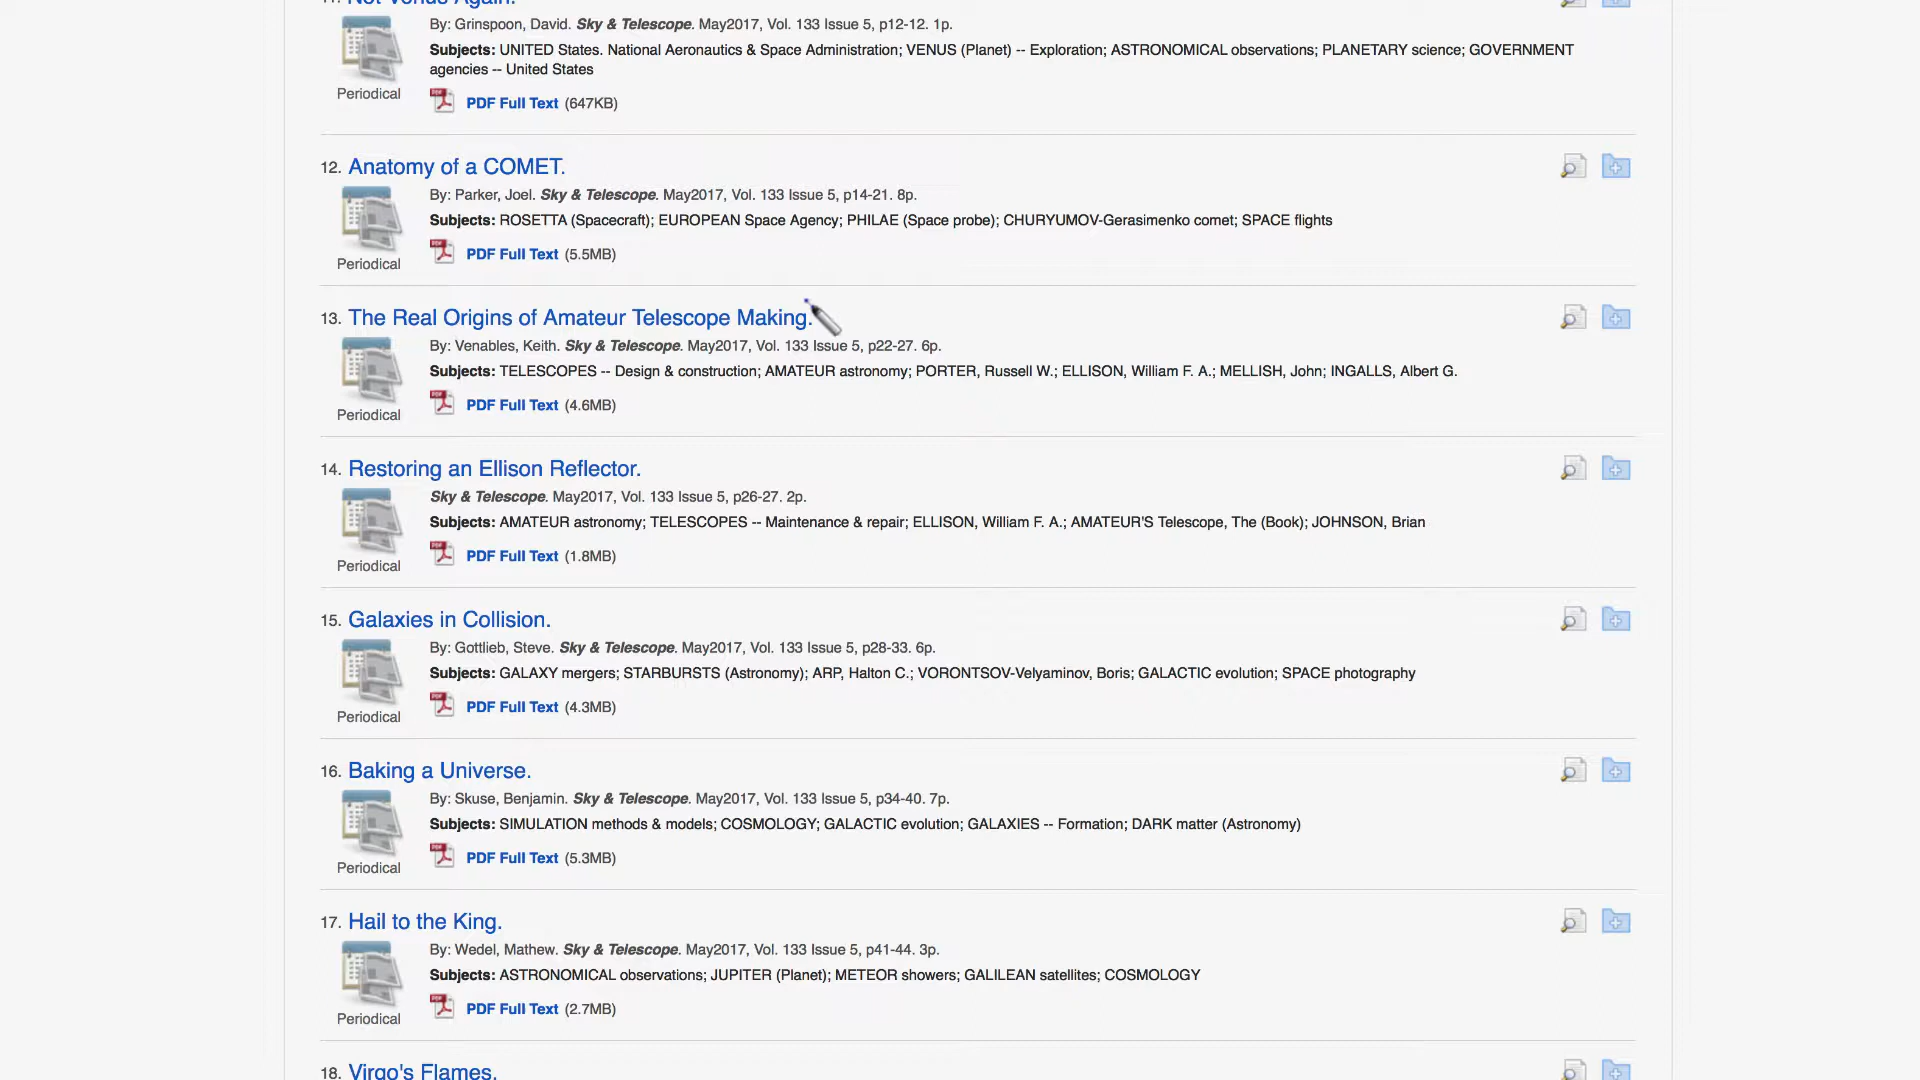 11. Not Venus Again.
By: Grinspoon, David. Sky & Telescope. May2017, Vol. 133 Issue 5, p12-12. 1p.
Subjects: UNITED States. National Aeronautics & Space Administration; VENUS (Planet) -- Exploration; ASTRONOMICAL observations; PLANETARY science; GOVERNMENT
agencies -- United States
Periodical
PDF Full Text (647KB)
12. Anatomy of a COMET.
By: Parker, Joel. Sky & Telescope. May2017, Vol. 133 Issue 5, p14-21. 8p.
Subjects: ROSETTA (Spacecraft); EUROPEAN Space Agency; PHILAE (Space probe); CHURYUMOV-Gerasimenko comet; SPACE flights
PDF Full Text (5.5MB)
Periodical
13. The Real Origins of Amateur Telescope Making.
By: Venables, Keith. Sky & Telescope. May2017, Vol. 133 Issue 5, p22-27. 6p.
Subjects: TELESCOPES -- Design & construction; AMATEUR astronomy; PORTER, Russell W.; ELLISON, William F. A.; MELLISH, John; INGALLS, Albert G.
PDF Full Text (4.6MB)
Periodical
14. Restoring an Ellison Reflector.
Sky & Telescope. May2017, Vol. 133 Issue 5, p26-27. 2p.
Subjects: AMATEUR astronomy; TELESCOPES -- Maintenance & repair; ELLISON, William F. A.; AMATEUR'S Telescope, The (Book); JOHNSON, Brian
PDF Full Text (1.8MB)
Periodical
15. Galaxies in Collision.
By: Gottlieb, Steve. Sky & Telescope. May2017, Vol. 133 Issue 5, p28-33. 6p.
Subjects: GALAXY mergers; STARBURSTS (Astronomy); ARP, Halton C.; VORONTSOV-Velyaminov, Boris; GALACTIC evolution; SPACE photography
PDF Full Text (4.3MB)
Periodical
16. Baking a Universe.
By: Skuse, Benjamin. Sky & Telescope. May2017, Vol. 133 Issue 5, p34-40. 7p.
Subjects: SIMULATION methods & models; COSMOLOGY; GALACTIC evolution; GALAXIES -- Formation; DARK matter (Astronomy)
PDF Full Text (5.3MB)
Periodical
17. Hail to the King.
By: Wedel, Mathew. Sky & Telescope. May2017, Vol. 133 Issue 5, p41-44. 3p.
Subjects: ASTRONOMICAL observations; JUPITER (Planet); METEOR showers; GALILEAN satellites; COSMOLOGY
PDF Full Text (2.7MB)
Periodical
18. Virgo's Flames.